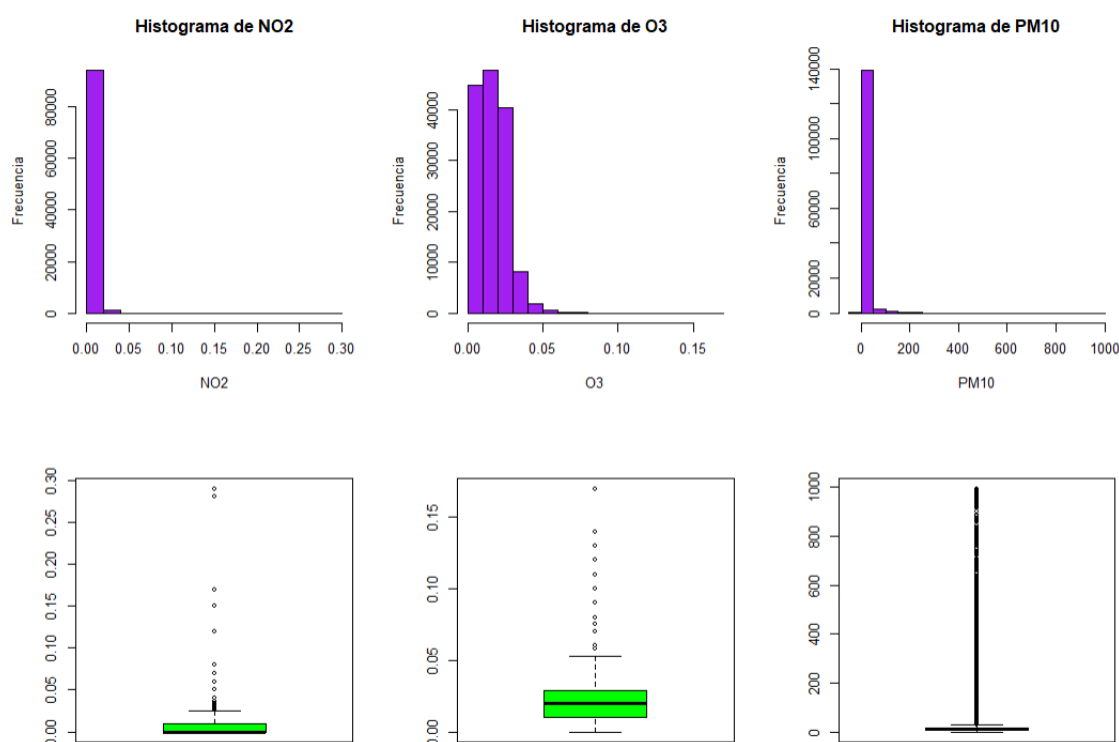 Histograma de NO2
Frecuencia
0 20000 40000 60000 80000
0.00 0.05 0.10 0.15 0.20 0.25 0.30
NO2
Histograma de O3
Frecuencia
0 10000 20000 30000 40000
0.00 0.05 0.10 0.15
O3
Histograma de PM10
Frecuencia
0 20000 60000 100000 140000
0 200 400 600 800 1000
PM10
0.00 0.05 0.10 0.15 0.20 0.25 0.30
0.00 0.05 0.10 0.15
0 200 400 600 800 1000